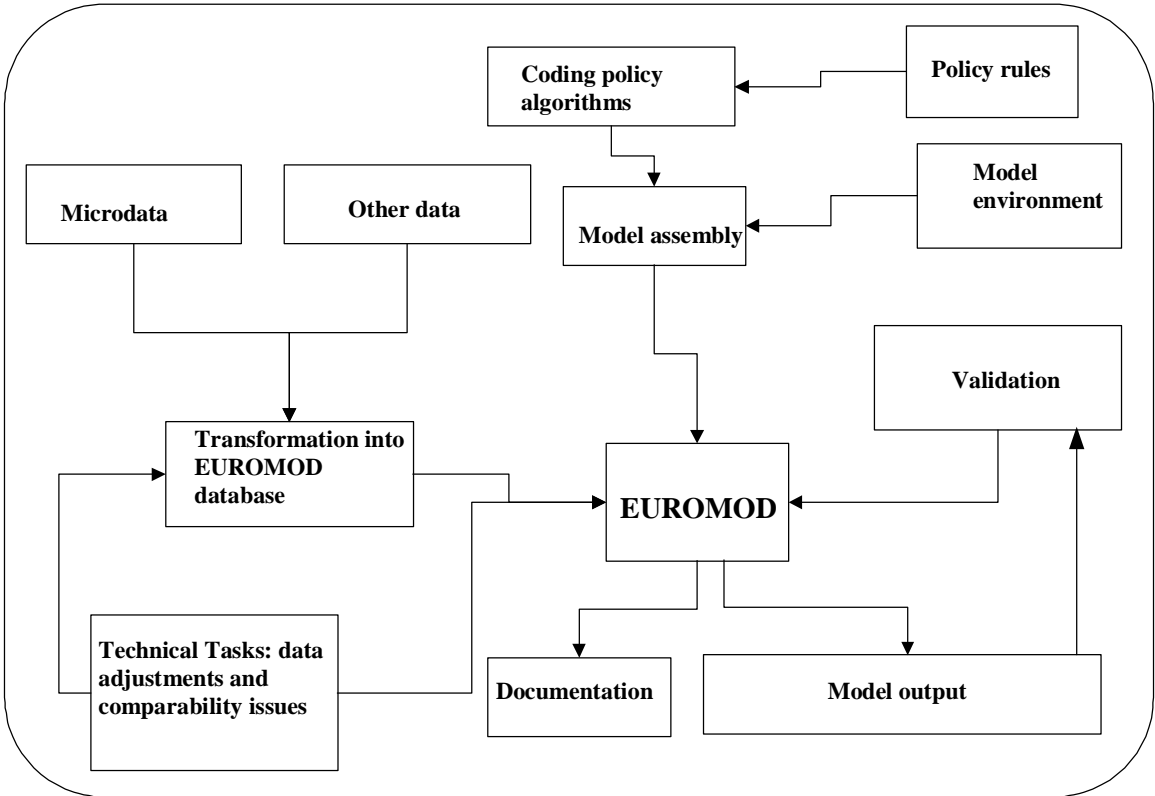 Coding policy
algorithms
Policy rules
Microdata
Other data
Model assembly
Model
environment
Validation
Transformation into
EUROMOD
database
EUROMOD
Technical Tasks: data
adjustments and
comparability issues
Documentation
Model output